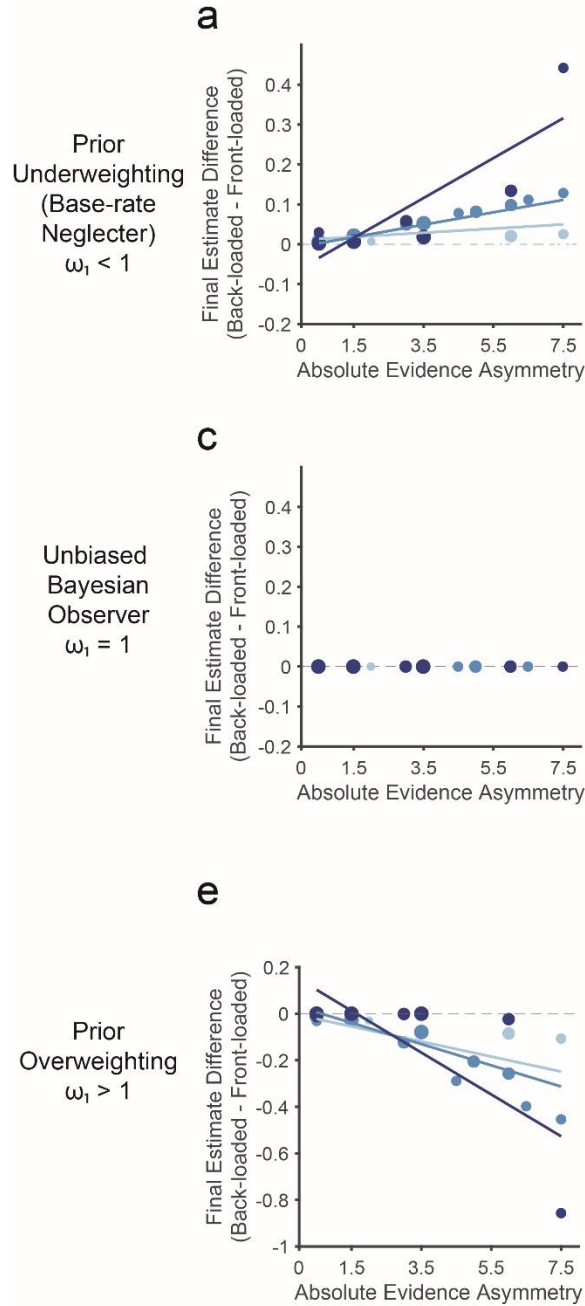 a
Prior
Underweighting
(Base-rate
Neglecter)
ω₁ < 1
Final Estimate Difference
(Back-loaded - Front-loaded)
0.4
0.3
0.2
0.1
0
-0.1
-0.2
0
1.5
3.5
5.5
7.5
Absolute Evidence Asymmetry
c
Unbiased
Bayesian
Observer
ω₁ = 1
Final Estimate Difference
(Back-loaded - Front-loaded)
0.4
0.3
0.2
0.1
0
-0.1
-0.2
0
1.5
3.5
5.5
7.5
Absolute Evidence Asymmetry
e
Prior
Overweighting
ω₁ > 1
Final Estimate Difference
(Back-loaded - Front-loaded)
0.2
0
-0.2
-0.4
-0.6
-0.8
-1
0
1.5
3.5
5.5
7.5
Absolute Evidence Asymmetry